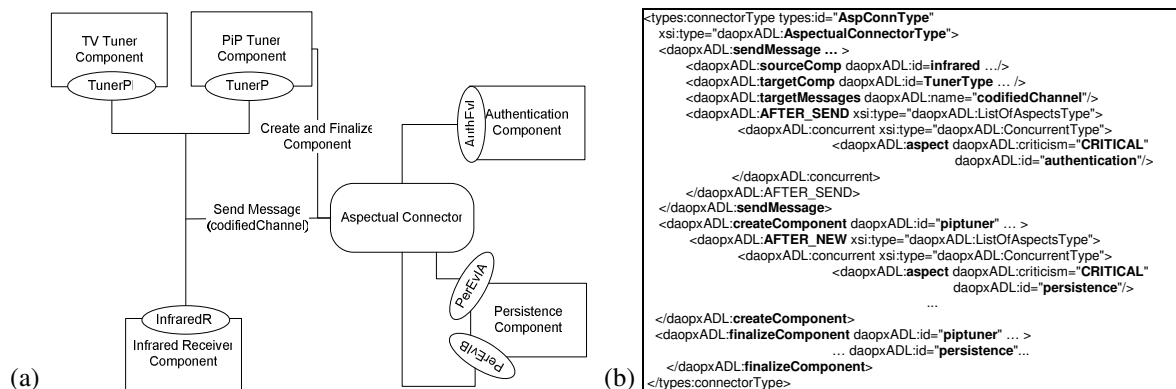 TV Tuner
Component
TunerP
PiP Tuner
Component
TunerP
Create and Finalize
Component
AuthEvI
Authentication
Component
Send Message
(codifiedChannel)
Aspectual Connector
PerEvIA
Persistence
Component
PerEvIB
InfraredR
Infrared Receiver
Component
(a)
<types:connectorType types:id="AspConnType"
xsi:type="daopxADL:AspectualConnectorType">
<daopxADL:sendMessage ... >
<daopxADL:sourceComp daopxADL:id=infrared .../>
<daopxADL:targetComp daopxADL:id=TunerType ... />
<daopxADL:targetMessages daopxADL:name="codifiedChannel"/>
<daopxADL:AFTER_SEND xsi:type="daopxADL:ListOfAspectsType">
<daopxADL:concurrent xsi:type="daopxADL:ConcurrentType">
<daopxADL:aspect daopxADL:criticism="CRITICAL"
daopxADL:id="authentication"/>
</daopxADL:concurrent>
</daopxADL:AFTER_SEND>
</daopxADL:sendMessage>
<daopxADL:createComponent daopxADL:id="piptuner" ... >
<daopxADL:AFTER_NEW xsi:type="daopxADL:ListOfAspectsType">
<daopxADL:concurrent xsi:type="daopxADL:ConcurrentType">
<daopxADL:aspect daopxADL:criticism="CRITICAL"
daopxADL:id="persistence"/>
...
</daopxADL:createComponent>
<daopxADL:finalizeComponent daopxADL:id="piptuner" ... >
... daopxADL:id="persistence"...
</daopxADL:finalizeComponent>
</types:connectorType>
(b)